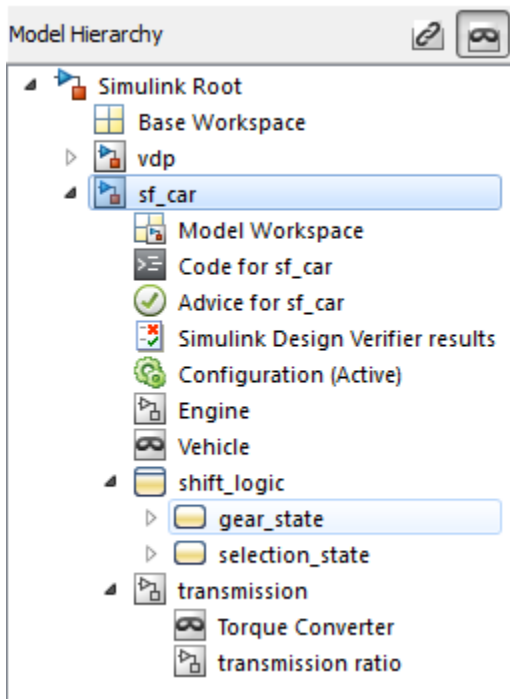 Model Hierarchy
Simulink Root
Base Workspace
vdp
sf_car
Model Workspace
Code for sf_car
Advice for sf_car
Simulink Design Verifier results
Configuration (Active)
Engine
Vehicle
shift_logic
gear_state
selection_state
transmission
Torque Converter
transmission ratio